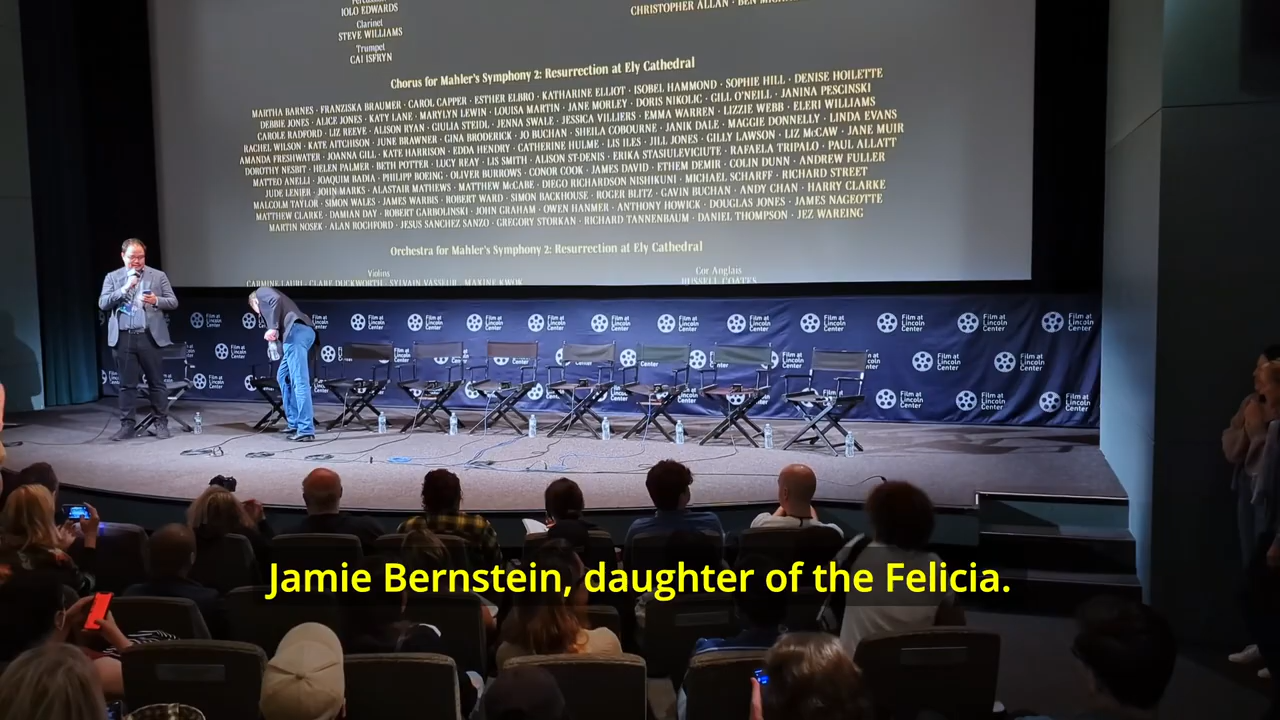 IOLO EDWARDS
Clarinet
STEVE WILLIAMS
Trumpet
CAI ISFRYN
CHRISTOPHER ALLAN · BEN
Chorus for Mahler's Symphony 2: Resurrection at Ely Cathedral
MARTHA BARNES · FRANZISKA BRAUMER · CAROL CAPPER · ESTHER ELBRO · KATHARINE ELLIOT · ISOBEL HAMMOND · SOPHIE HILL · DENISE HOILETTE
DEBBIE JONES · ALICE JONES · KATY LANE · MARYLYN LEWIN · LOUISA MARTIN · JANE MORLEY · DORIS NIKOLIC · GILL O'NEILL · JANINA PESCINSKI
CAROLE RADFORD · LIZ REEVE · ALISON RYAN · GIULIA STEIDL · JENNA SWALE · JESSICA VILLIERS · EMMA WARREN · LIZZIE WEBB · ELERI WILLIAMS
RACHEL WILSON · KATE AITCHISON · JUNE BRAWNER · GINA BRODERICK · JO BUCHAN · SHEILA COBOURNE · JANIK DALE · MAGGIE DONNELLY · LINDA EVANS
AMANDA FRESHWATER · JOANNA GILL · KATE HARRISON · EDDA HENDRY · CATHERINE HULME · LIS ILES · JILL JONES · GILLY LAWSON · LIZ McCAW · JANE MUIR
DOROTHY NESBIT · HELEN PALMER · BETH POTTER · LUCY REAY · LIS SMITH · ALISON ST-DENIS · ERIKA STASIULEVICIUTE · RAFAELA TRIPALO · PAUL ALLATT
MATTEO ANELLI · JOAQUIM BADIA · PHILIPP BOEING · OLIVER BURROWS · CONOR COOK · JAMES DAVID · ETHEM DEMIR · COLIN DUNN · ANDREW FULLER
JUDE LENIER · JOHN MARKS · ALASTAIR MATHEWS · MATTHEW McCABE · DIEGO RICHARDSON NISHIKUNI · MICHAEL SCHARFF · RICHARD STREET
MALCOLM TAYLOR · SIMON WALES · JAMES WARBIS · ROBERT WARD · SIMON BACKHOUSE · ROGER BLITZ · GAVIN BUCHAN · ANDY CHAN · HARRY CLARKE
MATTHEW CLARKE · DAMIAN DAY · ROBERT GARBOLINSKI · JOHN GRAHAM · OWEN HANMER · ANTHONY HOWICK · DOUGLAS JONES · JAMES NAGEOTTE
MARTIN NOSEK · ALAN ROCHFORD · JESUS SANCHEZ SANZO · GREGORY STORKAN · RICHARD TANNENBAUM · DANIEL THOMPSON · JEZ WAREING
Orchestra for Mahler's Symphony 2: Resurrection at Ely Cathedral
Violins
Cor Anglais
CARMINE LAURI · CLARE DUCKWORTH · SYLVAIN VASSEUR · MAXINE KWOK
RUSSELL COATES
Film at
Lincoln
Center
Jamie Bernstein, daughter of the Felicia.